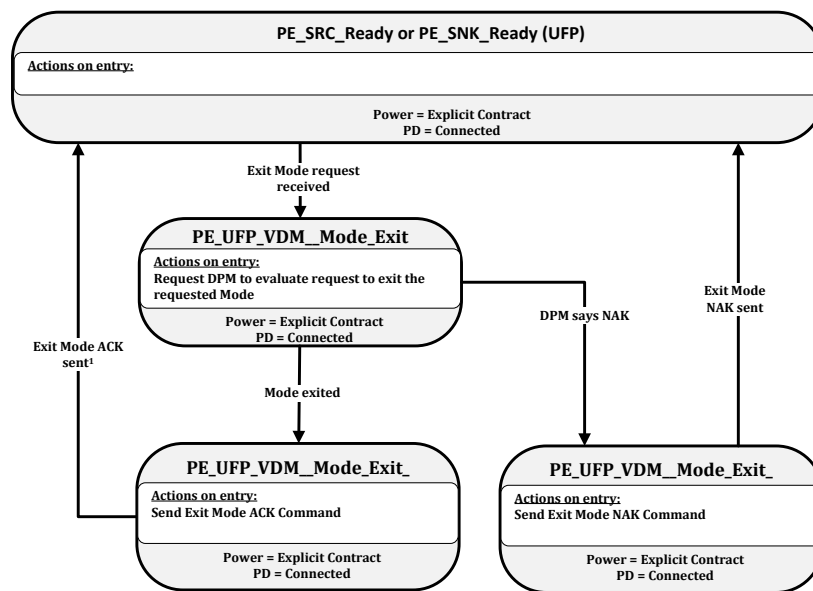 PE_SRC_Ready or PE_SNK_Ready (UFP)
Actions on entry:
Power = Explicit Contract
PD = Connected
Exit Mode request
received
PE_UFP_VDM__Mode_Exit
Actions on entry:
Request DPM to evaluate request to exit the
requested Mode
Power = Explicit Contract
PD = Connected
Exit Mode
NAK sent
DPM says NAK
Exit Mode ACK
sent¹
Mode exited
PE_UFP_VDM__Mode_Exit_
Actions on entry:
Send Exit Mode ACK Command
Power = Explicit Contract
PD = Connected
PE_UFP_VDM__Mode_Exit_
Actions on entry:
Send Exit Mode NAK Command
Power = Explicit Contract
PD = Connected